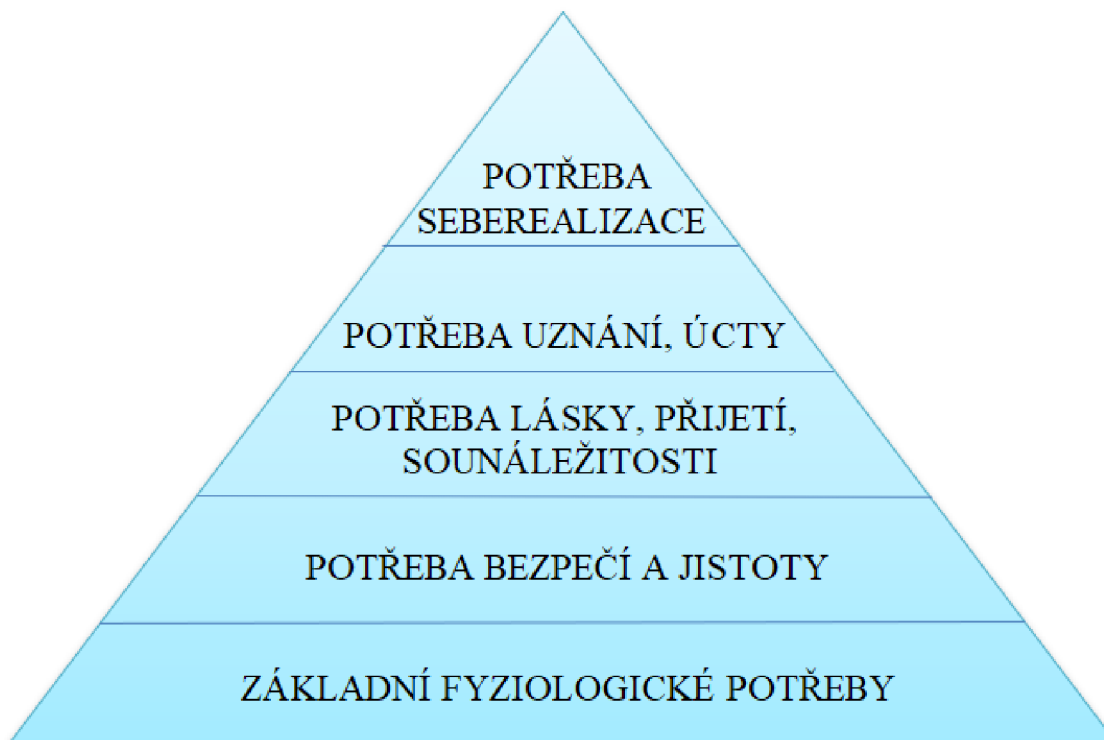 POTŘEBA
SEBEREALIZACE
POTŘEBA UZNÁNÍ, ÚCTY
POTŘEBA LÁSKY, PŘIJETÍ,
SOUNÁLEŽITOSTI
POTŘEBA BEZPEČÍ A JISTOTY
ZÁKLADNÍ FYZIOLOGICKÉ POTŘEBY